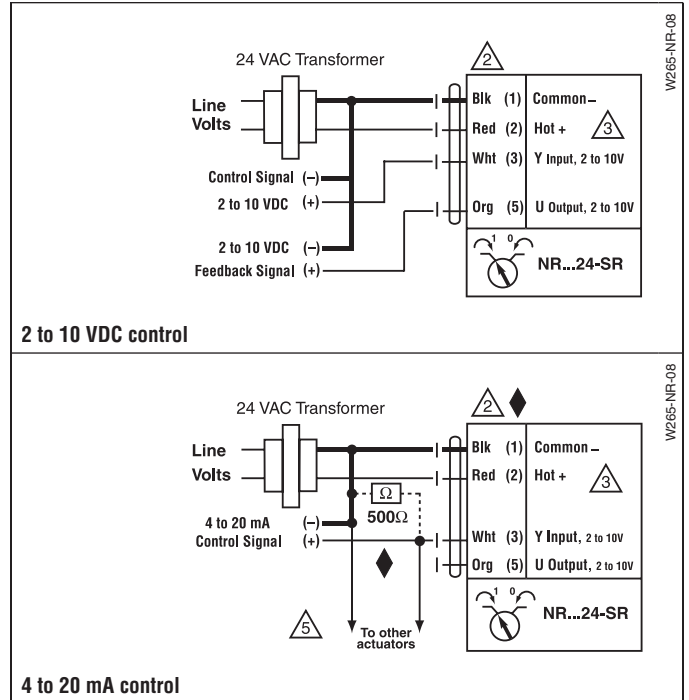 W265-NR-08
24 VAC Transformer
2
Line
Volts
Blk (1) Common –
Red (2) Hot +
3
Wht (3) Y Input, 2 to 10V
Control Signal (–)
2 to 10 VDC (+)
Org (5) U Output, 2 to 10V
2 to 10 VDC (–)
Feedback Signal (+)
1 0
NR...24-SR
2 to 10 VDC control
W265-NR-08
24 VAC Transformer
2
Line
Volts
Blk (1) Common –
Red (2) Hot +
3
Ω
500Ω
4 to 20 mA (–)
Control Signal (+)
Wht (3) Y Input, 2 to 10V
Org (5) U Output, 2 to 10V
1 0
NR...24-SR
5
To other
actuators
4 to 20 mA control